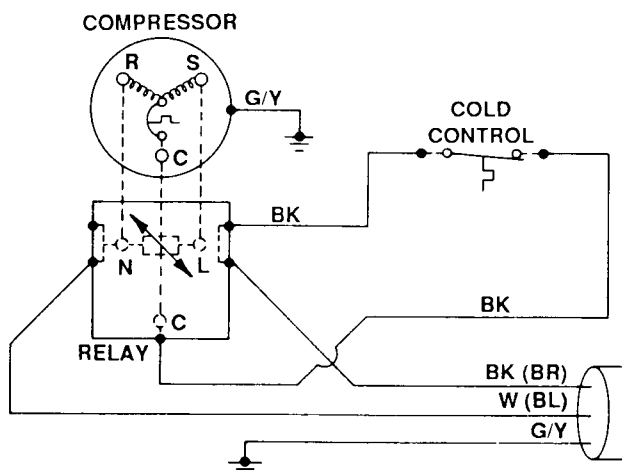 COMPRESSOR
R S
G/Y
C
COLD
CONTROL
BK
N L
C
RELAY
BK
BK (BR)
W (BL)
G/Y